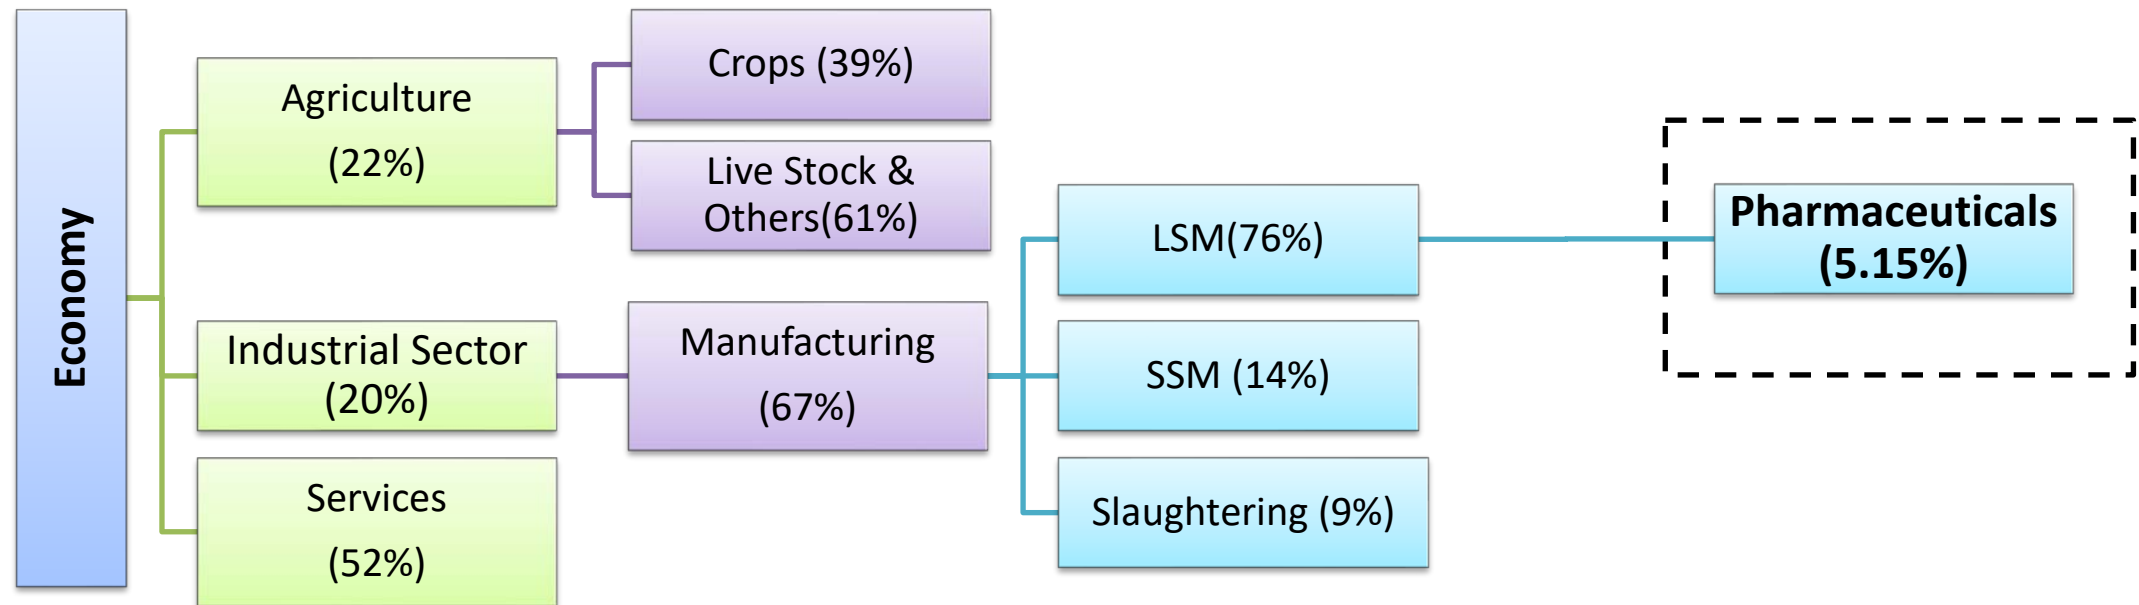 Economy
Agriculture
(22%)
Crops (39%)
Live Stock &
Others(61%)
Industrial Sector
(20%)
Manufacturing
(67%)
LSM(76%)
Pharmaceuticals
(5.15%)
SSM (14%)
Slaughtering (9%)
Services
(52%)